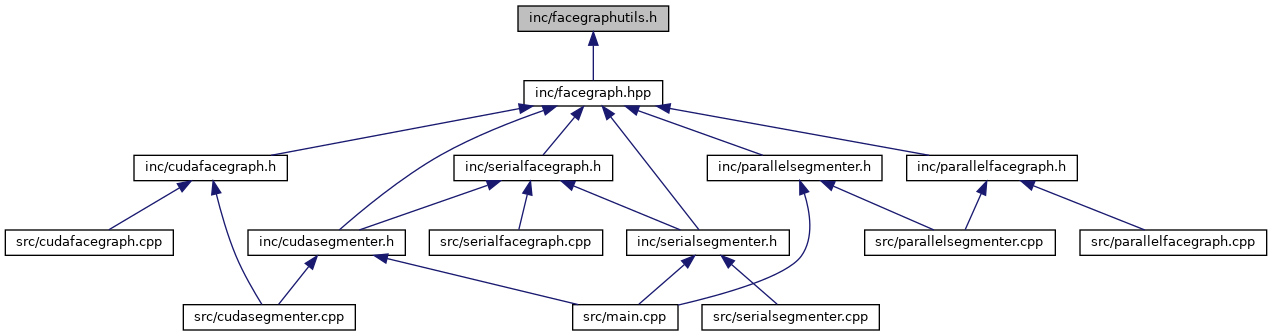 inc/facegraphutils.h
inc/facegraph.hpp
inc/cudafacegraph.h
inc/serialfacegraph.h
inc/parallelsegmenter.h
inc/parallelfacegraph.h
src/cudafacegraph.cpp
inc/cudasegmenter.h
src/serialfacegraph.cpp
inc/serialsegmenter.h
src/parallelsegmenter.cpp
src/parallelfacegraph.cpp
src/cudasegmenter.cpp
src/main.cpp
src/serialsegmenter.cpp